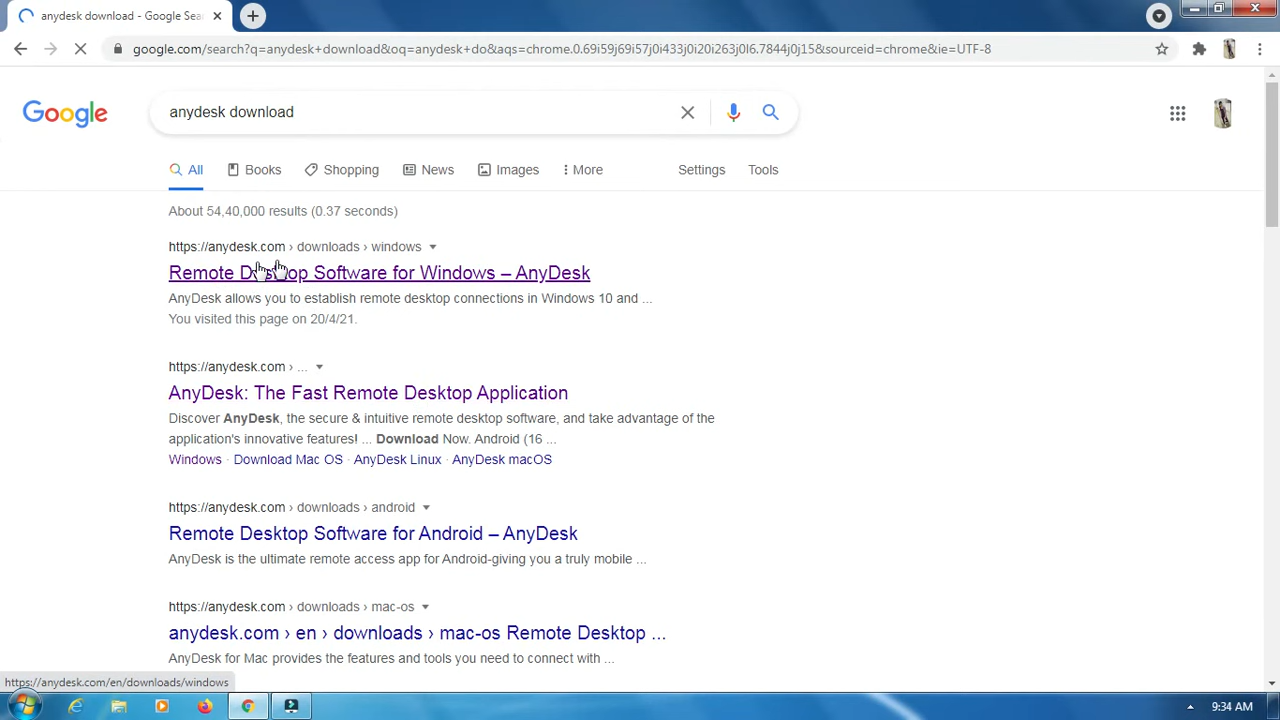 anydesk download - Google Sea
google.com/search?q=anydesk+download&oq=anydesk+do&aqs=chrome.0.69i59j69i57j0i433j0i20i263j0l6.7844j0j15&sourceid=chrome&ie=UTF-8
Google
anydesk download
All Books Shopping News Images More Settings Tools
About 54,40,000 results (0.37 seconds)
https://anydesk.com › downloads › windows
Remote Desktop Software for Windows – AnyDesk
AnyDesk allows you to establish remote desktop connections in Windows 10 and ...
You visited this page on 20/4/21.
https://anydesk.com › ...
AnyDesk: The Fast Remote Desktop Application
Discover AnyDesk, the secure & intuitive remote desktop software, and take advantage of the
application's innovative features! ... Download Now. Android (16 ...
Windows · Download Mac OS · AnyDesk Linux · AnyDesk macOS
https://anydesk.com › downloads › android
Remote Desktop Software for Android – AnyDesk
AnyDesk is the ultimate remote access app for Android-giving you a truly mobile ...
https://anydesk.com › downloads › mac-os
anydesk.com › en › downloads › mac-os Remote Desktop ...
AnyDesk for Mac provides the features and tools you need to connect with ...
https://anydesk.com/en/downloads/windows
9:34 AM